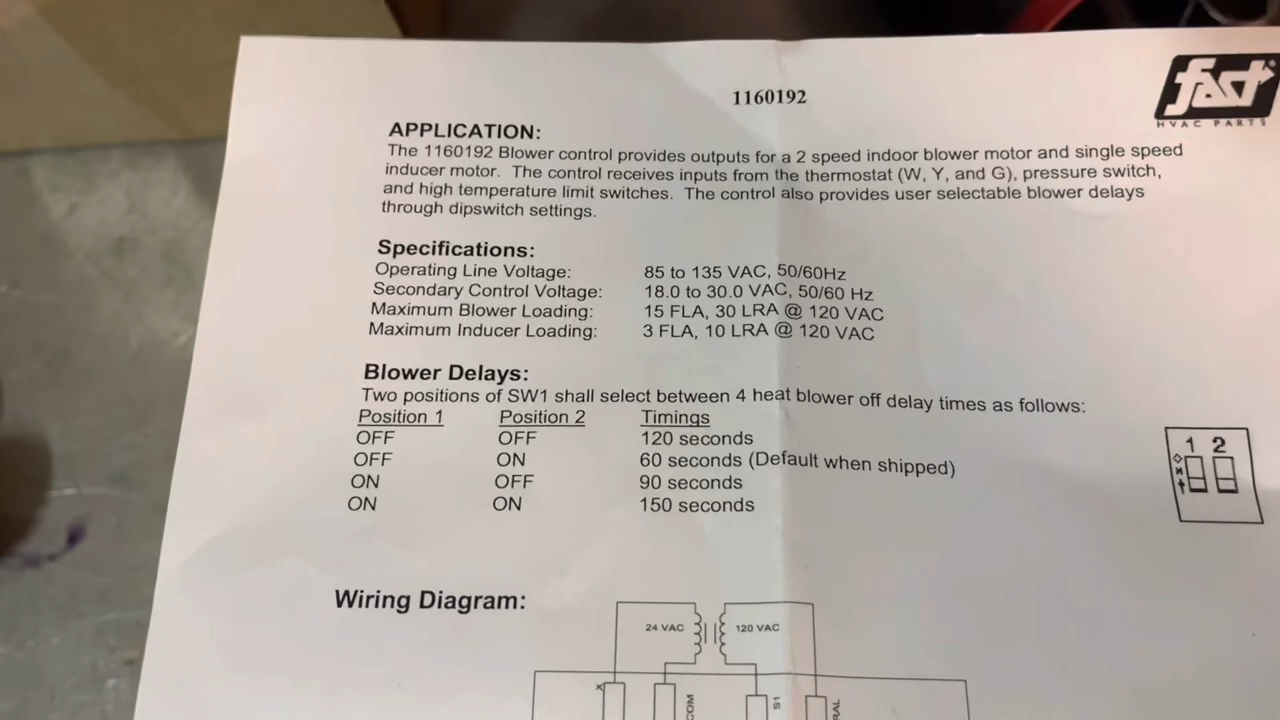 1160192
fast
HVAC PARTS
APPLICATION:
The 1160192 Blower control provides outputs for a 2 speed indoor blower motor and single speed
inducer motor. The control receives inputs from the thermostat (W, Y, and G), pressure switch,
and high temperature limit switches. The control also provides user selectable blower delays
through dipswitch settings.
Specifications:
Operating Line Voltage: 85 to 135 VAC, 50/60Hz
Secondary Control Voltage: 18.0 to 30.0 VAC, 50/60 Hz
Maximum Blower Loading: 15 FLA, 30 LRA @ 120 VAC
Maximum Inducer Loading: 3 FLA, 10 LRA @ 120 VAC
Blower Delays:
Two positions of SW1 shall select between 4 heat blower off delay times as follows:
Position 1 Position 2 Timings
OFF OFF 120 seconds
OFF ON 60 seconds (Default when shipped)
ON OFF 90 seconds
ON ON 150 seconds
1 2
Wiring Diagram:
24 VAC 120 VAC
X
COM
S1
RAL